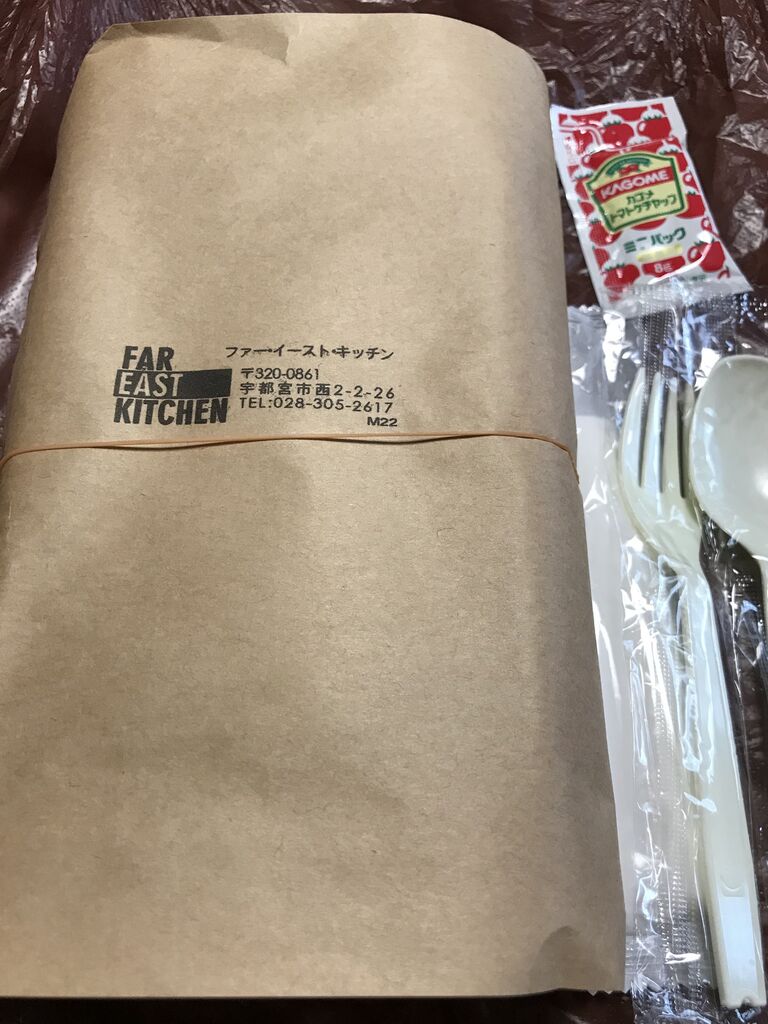 FAR
EAST
KITCHEN
ファー・イースト・キッチン
〒320-0861
宇都宮市西2-2-26
TEL:028-305-2617
M22
KAGOME
カゴメ
トマトケチャップ
ミニパック
8g